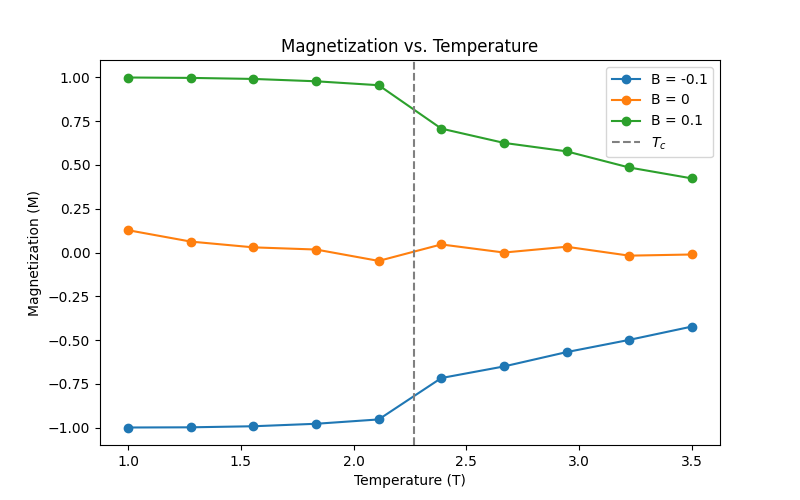 Magnetization vs. Temperature
B = -0.1
B = 0
B = 0.1
T_c
1.00
0.75
0.50
0.25
0.00
−0.25
−0.50
−0.75
−1.00
Magnetization (M)
1.0 1.5 2.0 2.5 3.0 3.5
Temperature (T)